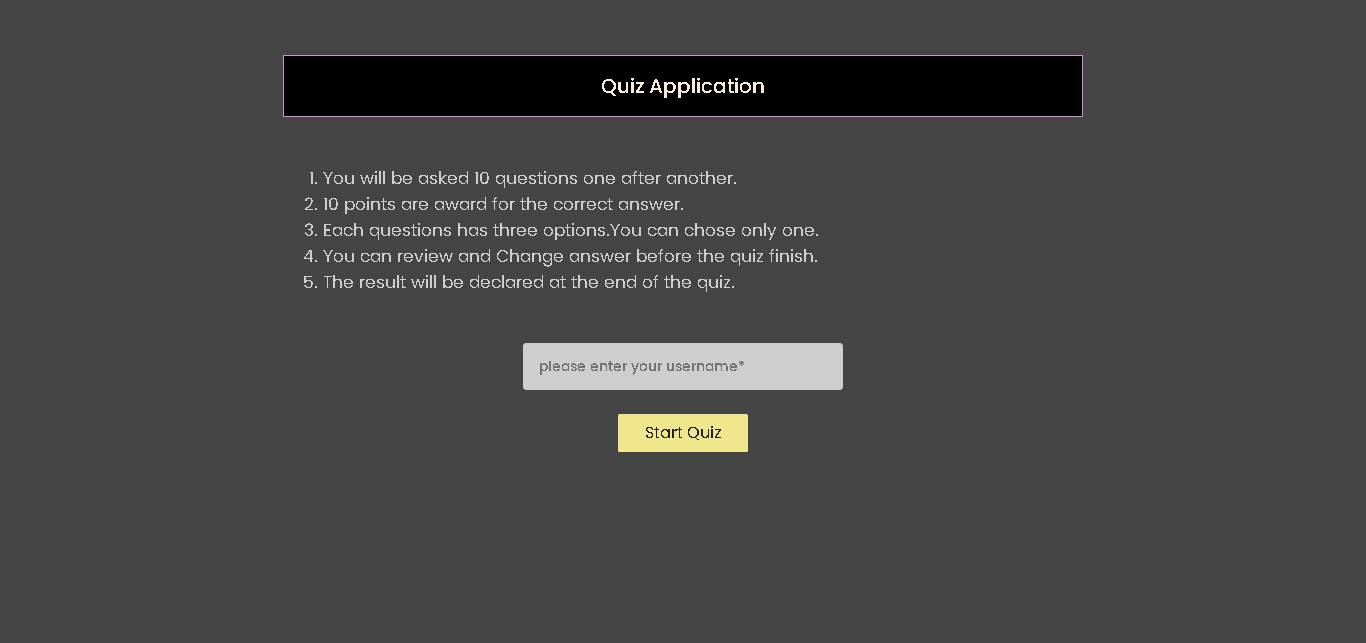 Quiz Application
1. You will be asked 10 questions one after another.
2. 10 points are award for the correct answer.
3. Each questions has three options.You can chose only one.
4. You can review and Change answer before the quiz finish.
5. The result will be declared at the end of the quiz.
please enter your username*
Start Quiz